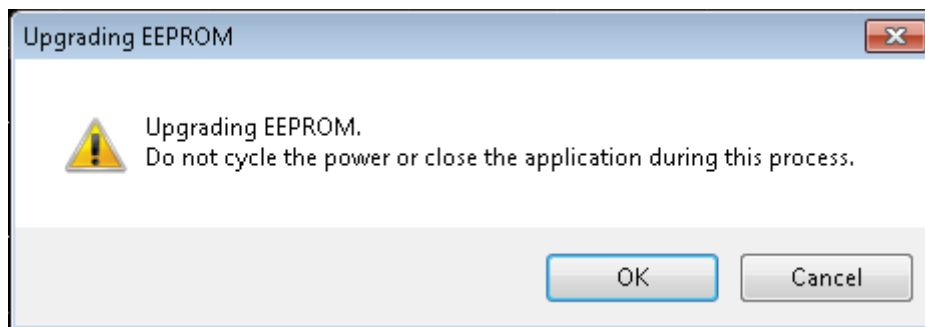 Upgrading EEPROM
Upgrading EEPROM.
Do not cycle the power or close the application during this process.
OK
Cancel